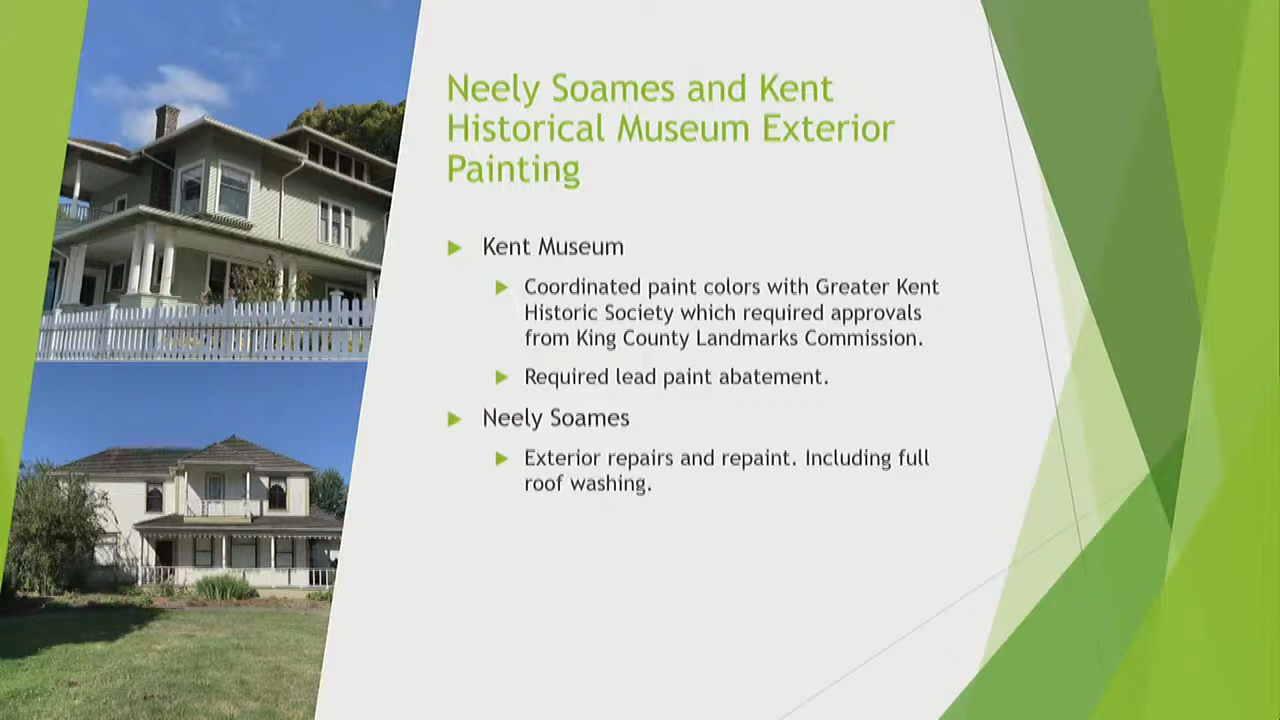 Neely Soames and Kent
Historical Museum Exterior
Painting
Kent Museum
Coordinated paint colors with Greater Kent
Historic Society which required approvals
from King County Landmarks Commission.
Required lead paint abatement.
Neely Soames
Exterior repairs and repaint. Including full
roof washing.